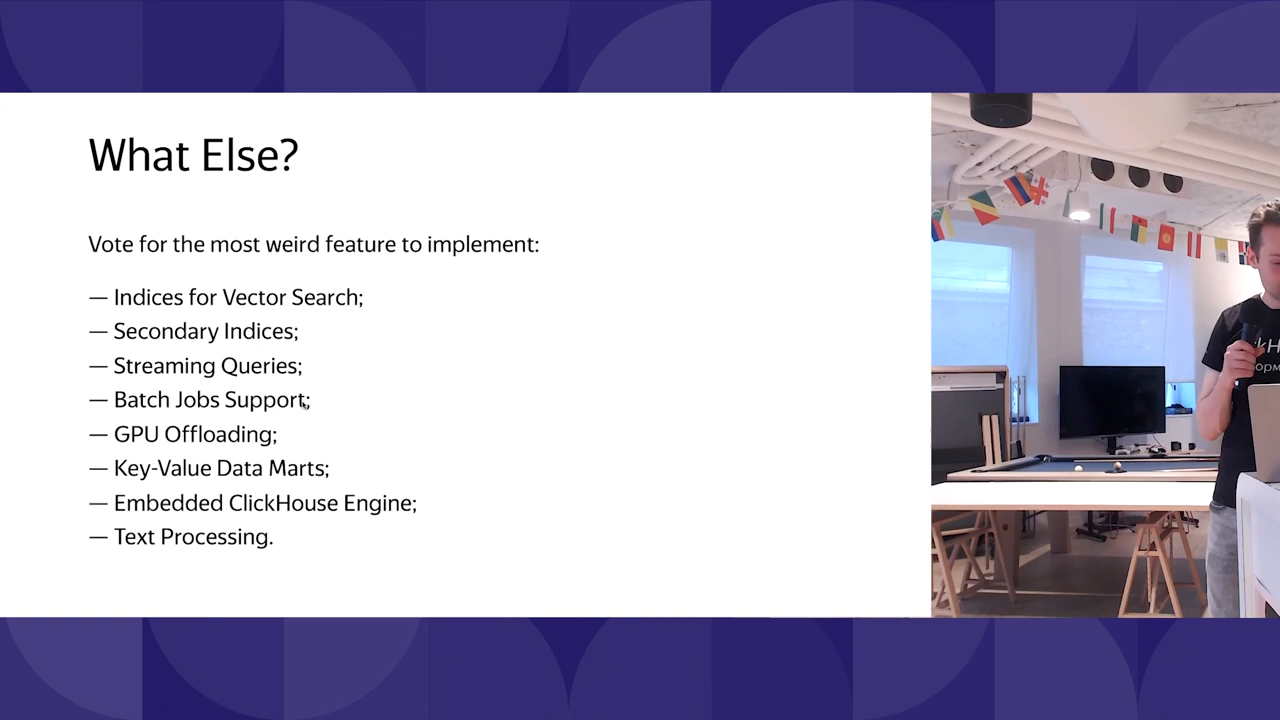 What Else?
Vote for the most weird feature to implement:
— Indices for Vector Search;
— Secondary Indices;
— Streaming Queries;
— Batch Jobs Support;
— GPU Offloading;
— Key-Value Data Marts;
— Embedded ClickHouse Engine;
— Text Processing.